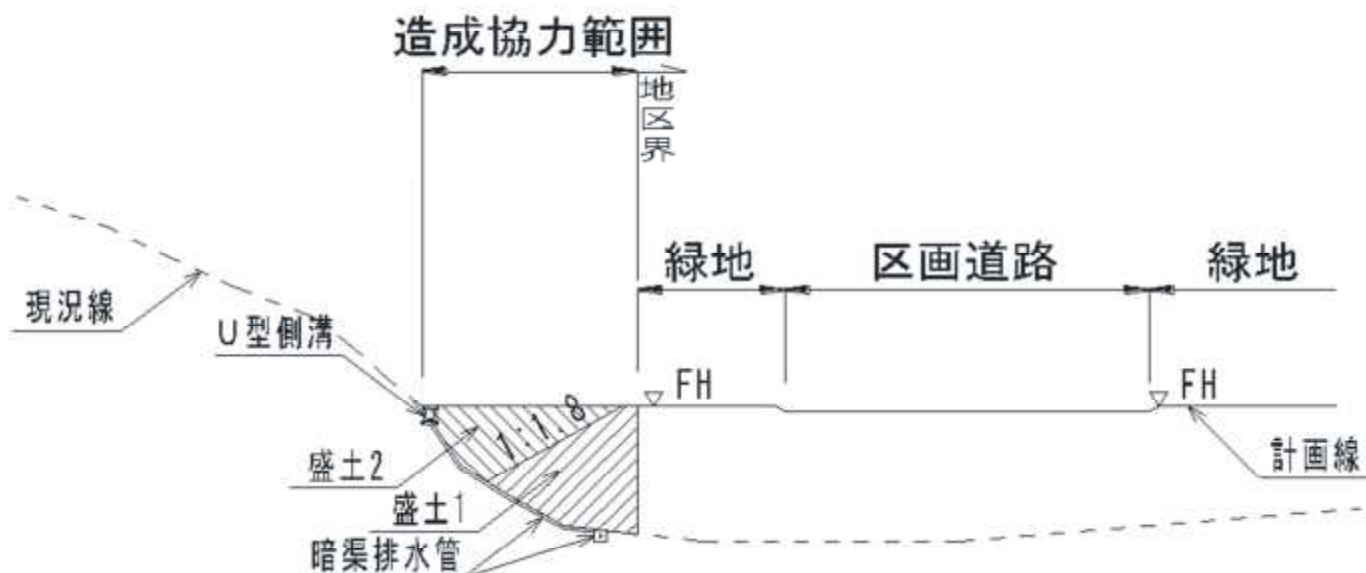 造成協力範囲
地区界
緑地
区画道路
緑地
現況線
U型側溝
FH
FH
1:1.8
盛土2
計画線
盛土1
暗渠排水管